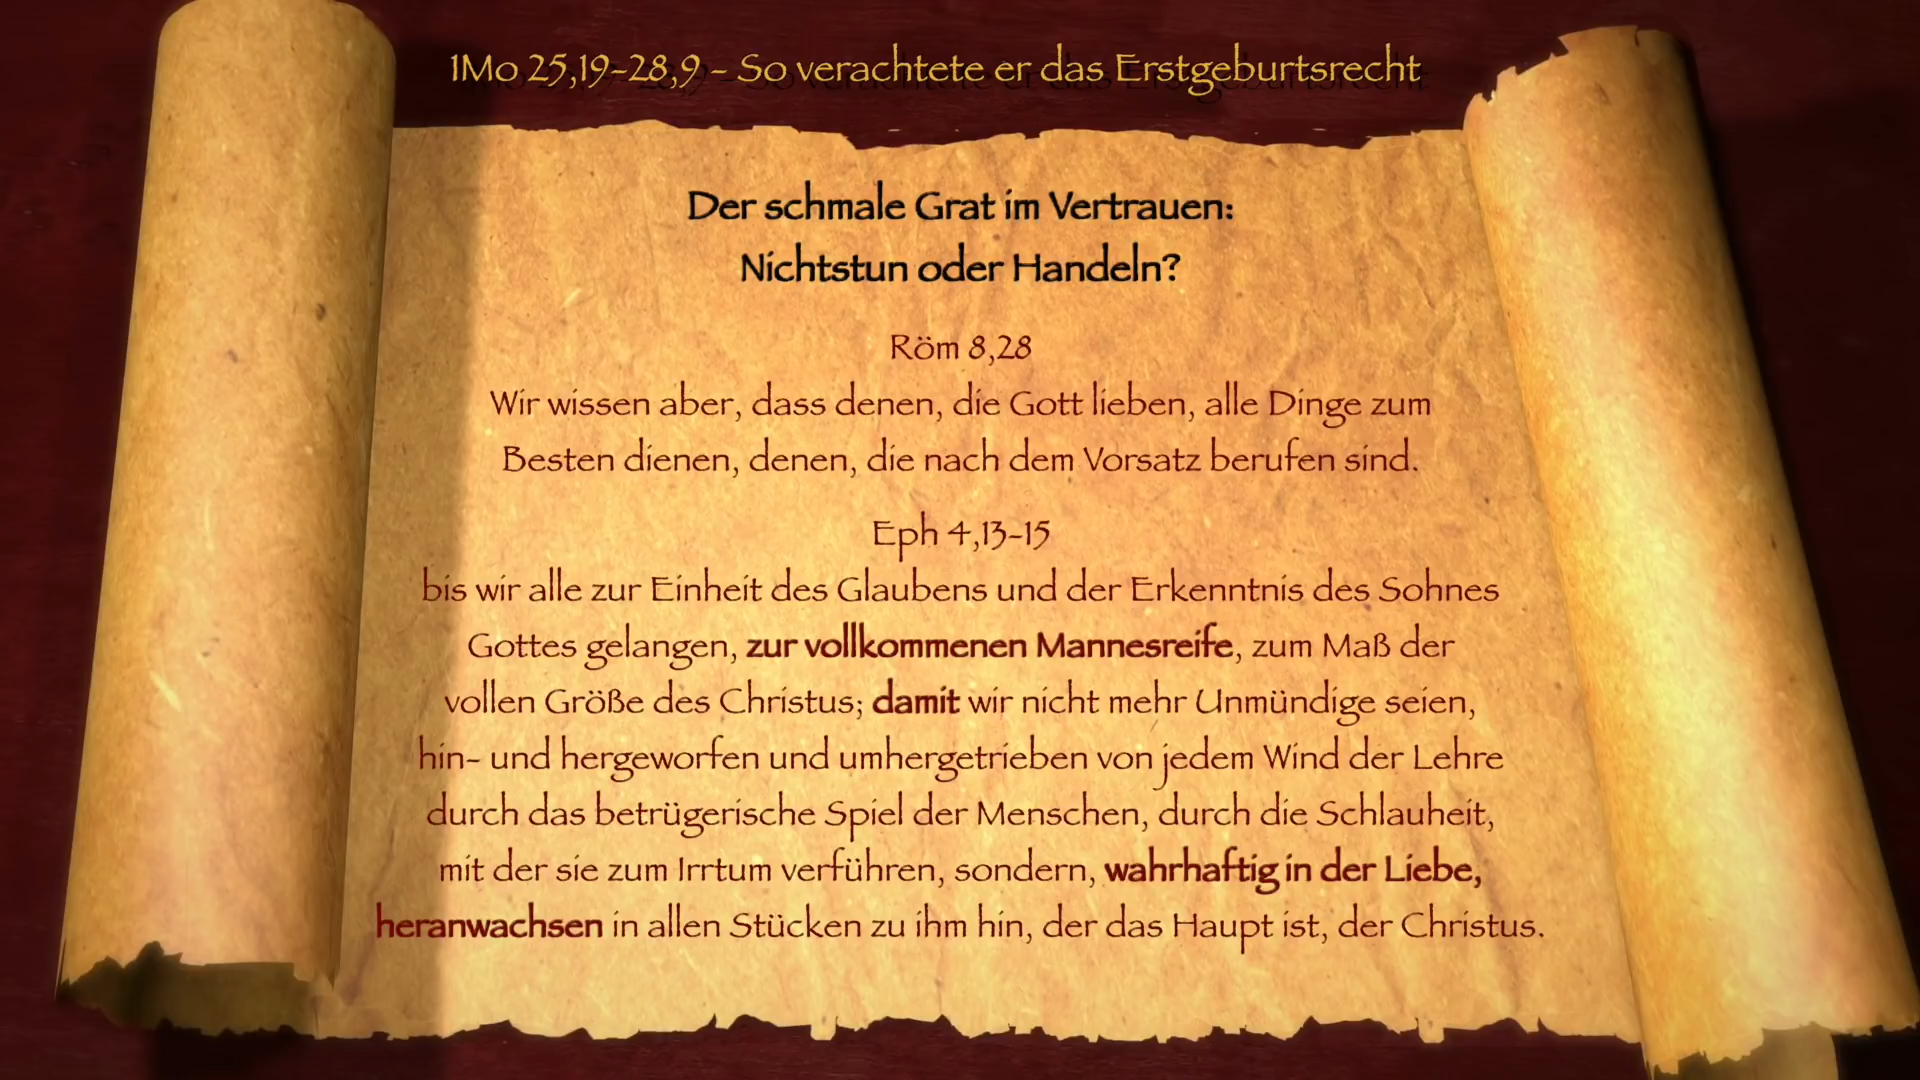 1Mo 25,19-28,9 - So verachtete er das Erstgeburtsrecht
Der schmale Grat im Vertrauen:
Nichtstun oder Handeln?
Röm 8,28
Wir wissen aber, dass denen, die Gott lieben, alle Dinge zum
Besten dienen, denen, die nach dem Vorsatz berufen sind.
Eph 4,13-15
bis wir alle zur Einheit des Glaubens und der Erkenntnis des Sohnes
Gottes gelangen, zur vollkommenen Mannesreife, zum Maß der
vollen Größe des Christus; damit wir nicht mehr Unmündige seien,
hin- und hergeworfen und umhergetrieben von jedem Wind der Lehre
durch das betrügerische Spiel der Menschen, durch die Schlauheit,
mit der sie zum Irrtum verführen, sondern, wahrhaftig in der Liebe,
heranwachsen in allen Stücken zu ihm hin, der das Haupt ist, der Christus.